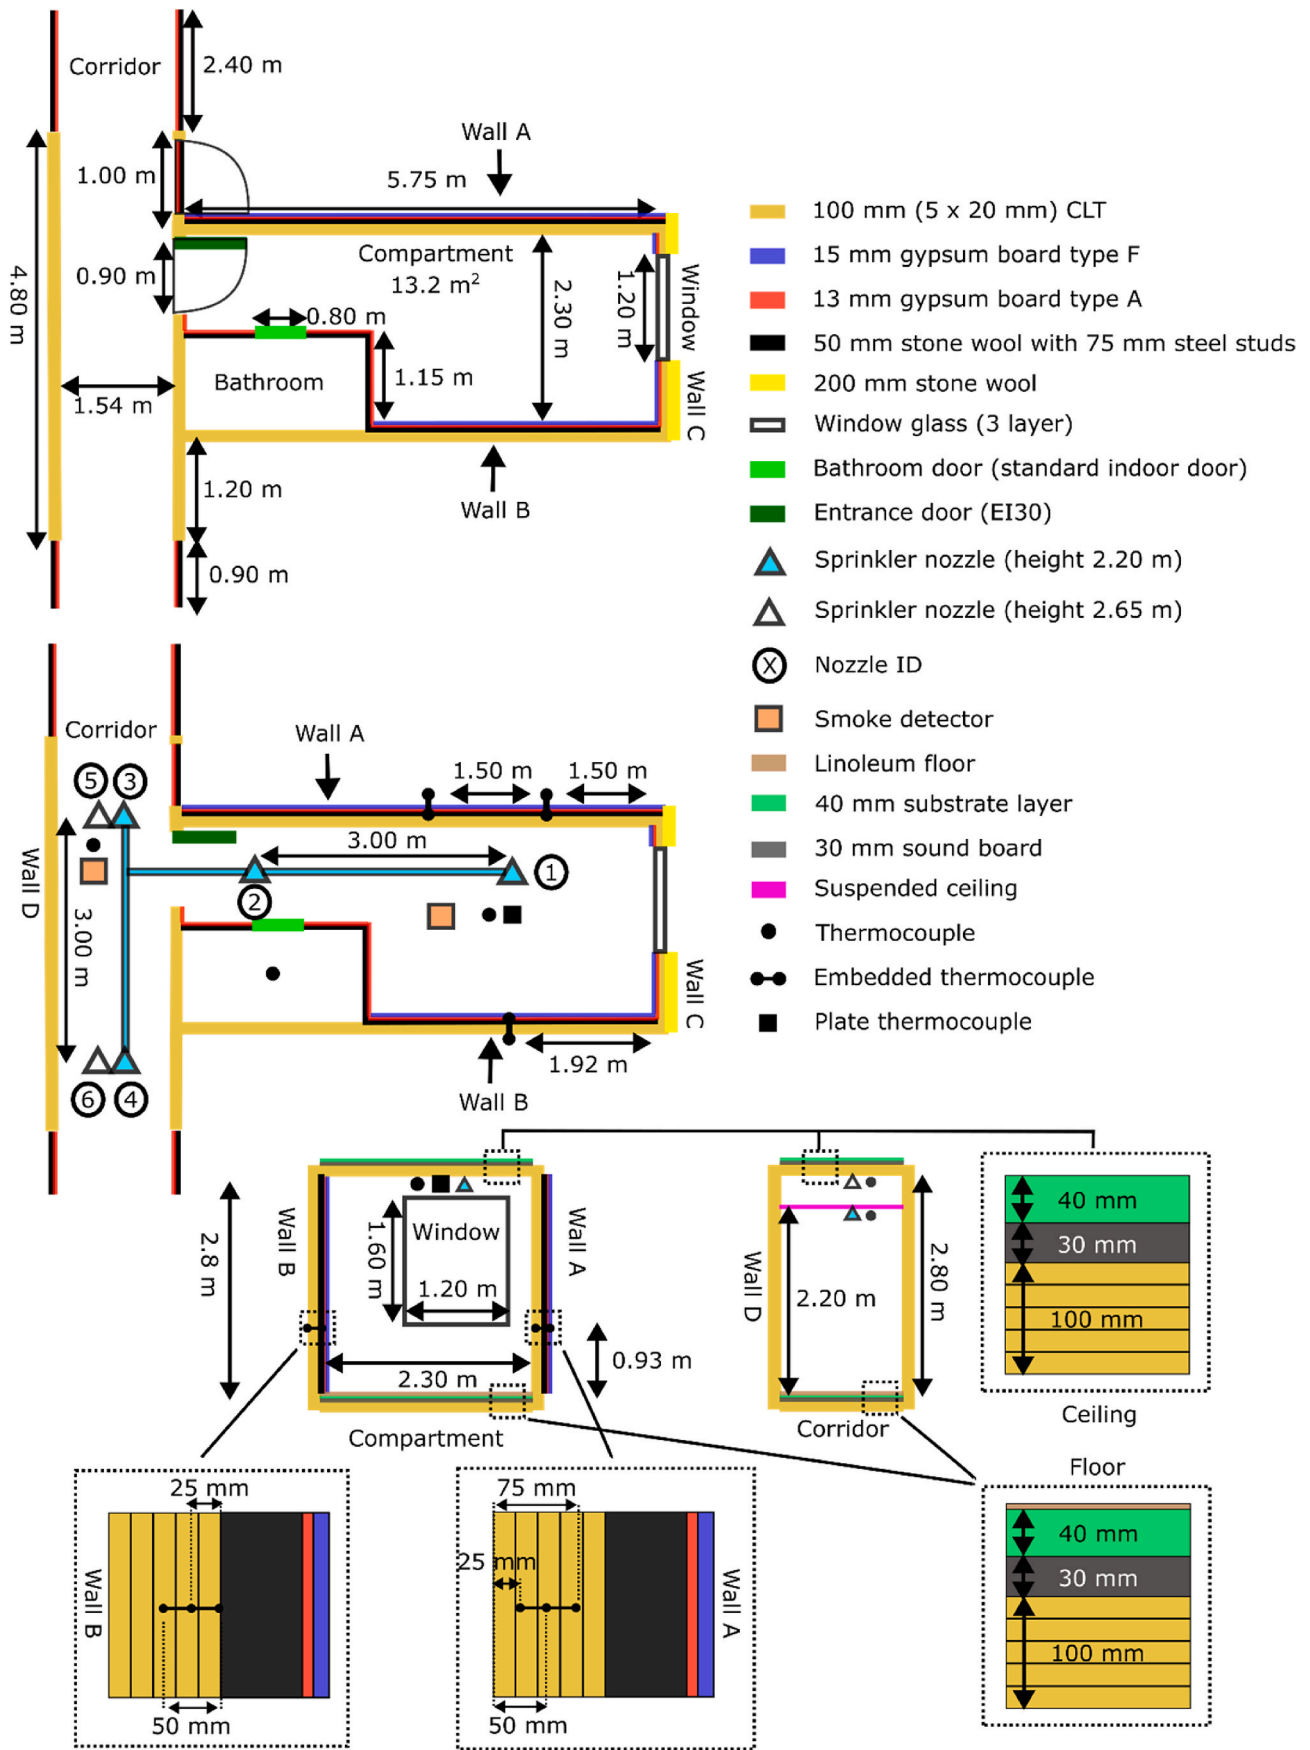 Corridor
2.40 m
Wall A
1.00 m
5.75 m
Compartment
13.2 m²
4.80 m
0.90 m
0.80 m
2.30 m
1.20 m
Window
Bathroom
1.15 m
1.54 m
Wall C
1.20 m
Wall B
0.90 m
100 mm (5 x 20 mm) CLT
15 mm gypsum board type F
13 mm gypsum board type A
50 mm stone wool with 75 mm steel studs
200 mm stone wool
Window glass (3 layer)
Bathroom door (standard indoor door)
Entrance door (EI30)
Sprinkler nozzle (height 2.20 m)
Sprinkler nozzle (height 2.65 m)
X
Nozzle ID
Smoke detector
Linoleum floor
40 mm substrate layer
30 mm sound board
Suspended ceiling
Thermocouple
Embedded thermocouple
Plate thermocouple
Corridor
Wall A
5
3
1.50 m
1.50 m
3.00 m
1
2
Wall D
3.00 m
Wall C
1.92 m
6
4
Wall B
2.8 m
Wall B
Window
1.60 m
1.20 m
Wall A
2.30 m
0.93 m
Compartment
Wall D
2.20 m
2.80 m
Corridor
40 mm
30 mm
100 mm
Ceiling
Floor
40 mm
30 mm
100 mm
25 mm
Wall B
50 mm
75 mm
25 mm
Wall A
50 mm